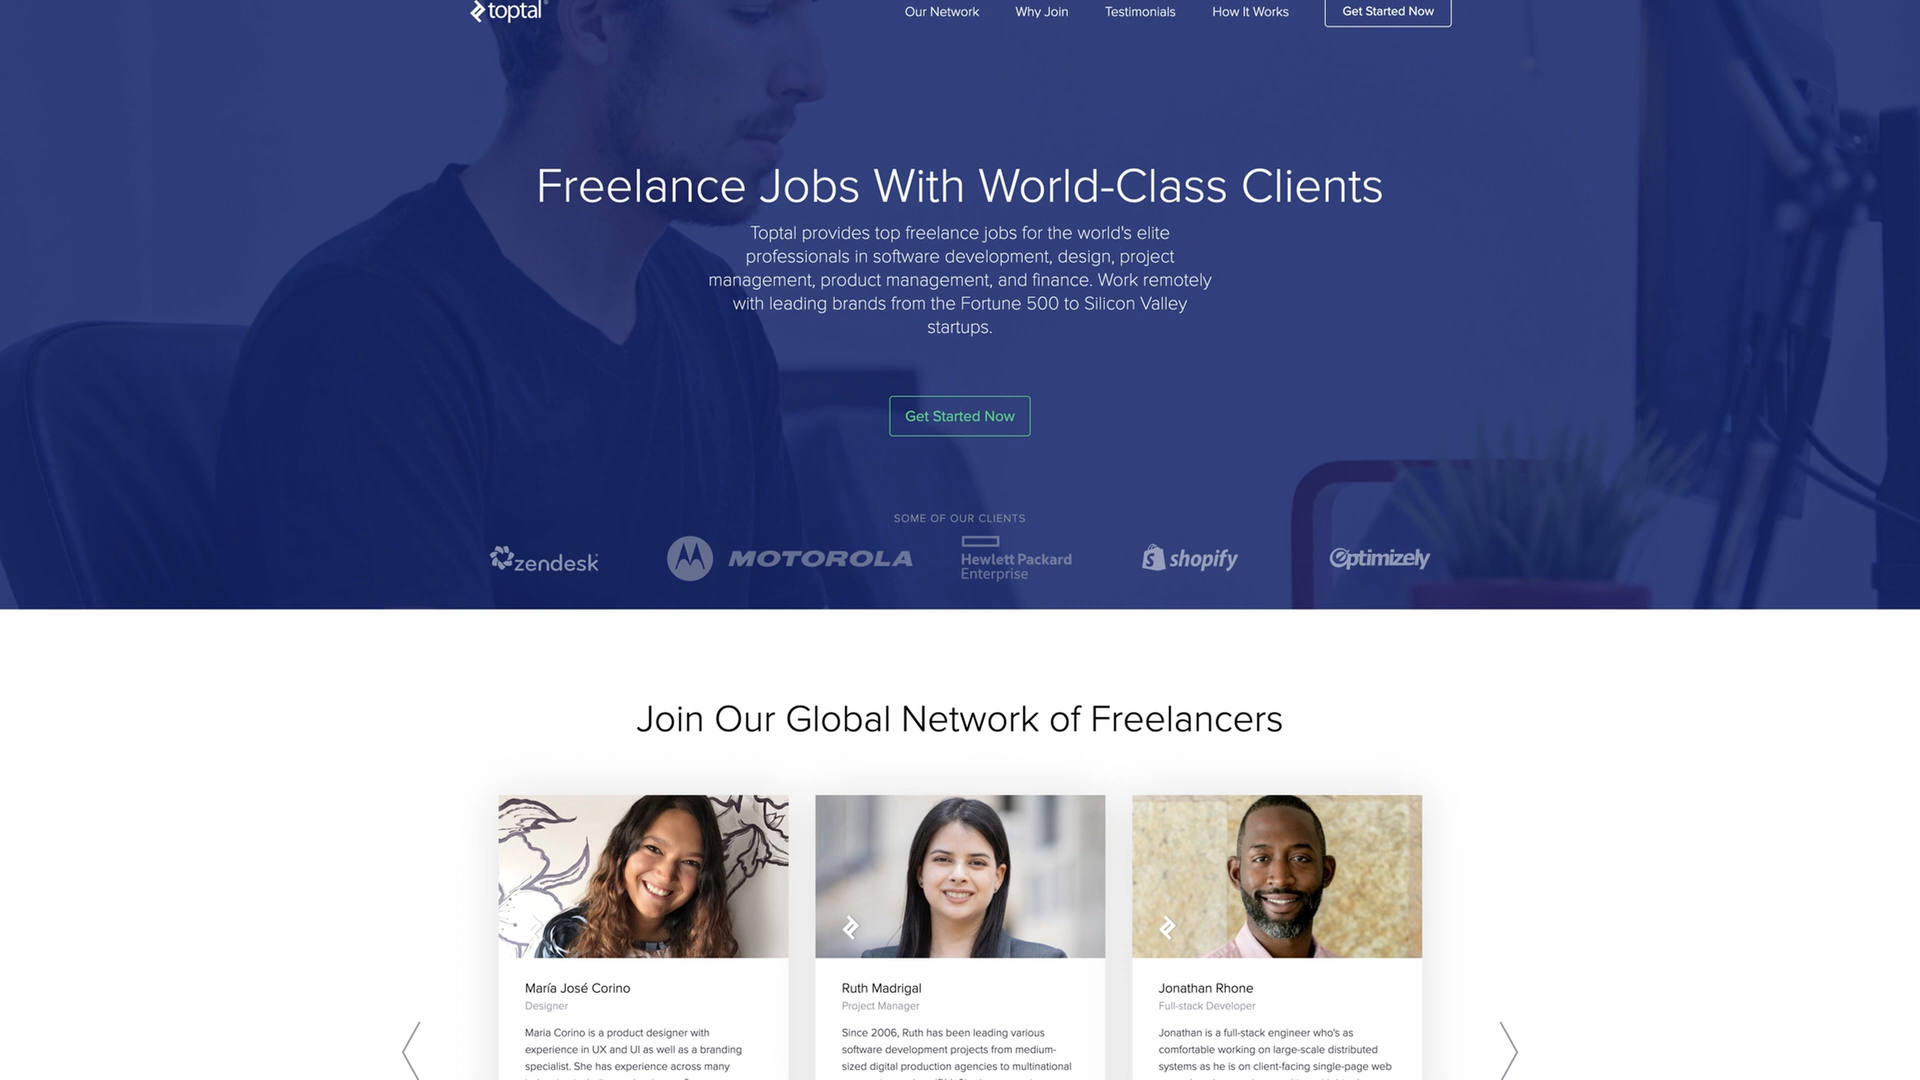 toptal
Our Network
Why Join
Testimonials
How It Works
Get Started Now
Freelance Jobs With World-Class Clients
Toptal provides top freelance jobs for the world's elite
professionals in software development, design, project
management, product management, and finance. Work remotely
with leading brands from the Fortune 500 to Silicon Valley
startups.
Get Started Now
SOME OF OUR CLIENTS
zendesk
MOTOROLA
Hewlett Packard
Enterprise
shopify
Optimizely
Join Our Global Network of Freelancers
María José Corino
Designer
Maria Corino is a product designer with
experience in UX and UI as well as a branding
specialist. She has experience across many
Ruth Madrigal
Project Manager
Since 2006, Ruth has been leading various
software development projects from medium-
sized digital production agencies to multinational
Jonathan Rhone
Full-stack Developer
Jonathan is a full-stack engineer who's as
comfortable working on large-scale distributed
systems as he is on client-facing single-page web